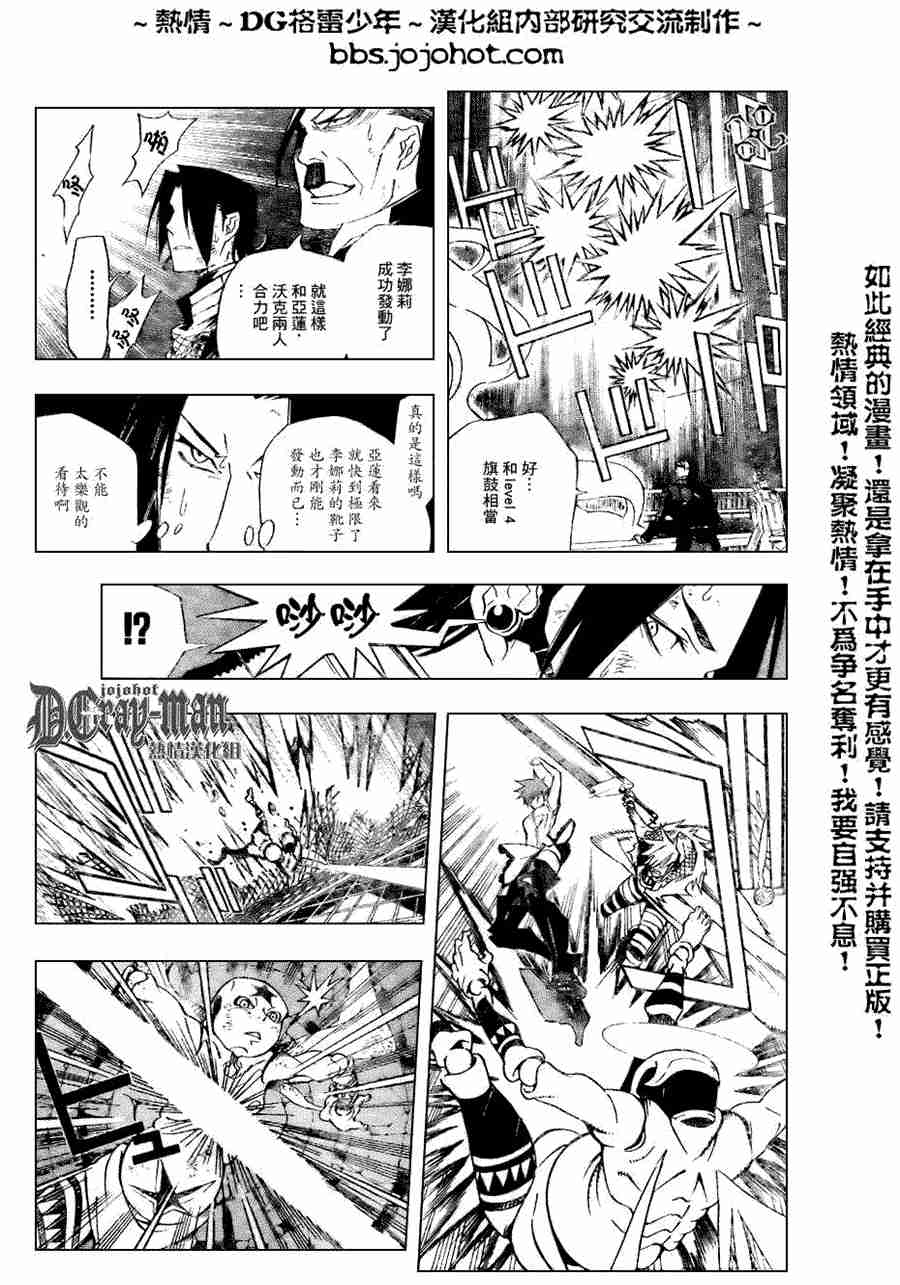 ~熱情~DG格雷少年~漢化組內部研究交流制作~
bbs.jojohot.com
好…
和level 4
旗鼓相當
李娜莉
成功發動了
就這樣
和亞蓮．
沃克兩人
合力吧
…
………
啪
真的是這樣嗎
亞蓮看來
就快到極限了
李娜莉的靴子
也才剛能
發動而已…
不能
太樂觀的
看待啊
唦唦
!?
jojohot
D.Gray-Man.
熱情漢化組
如此經典的漫畫！還是拿在手中才更有感覺！請支持并購買正版！
熱情領域！凝聚熱情！不爲争名奪利！我要自强不息！